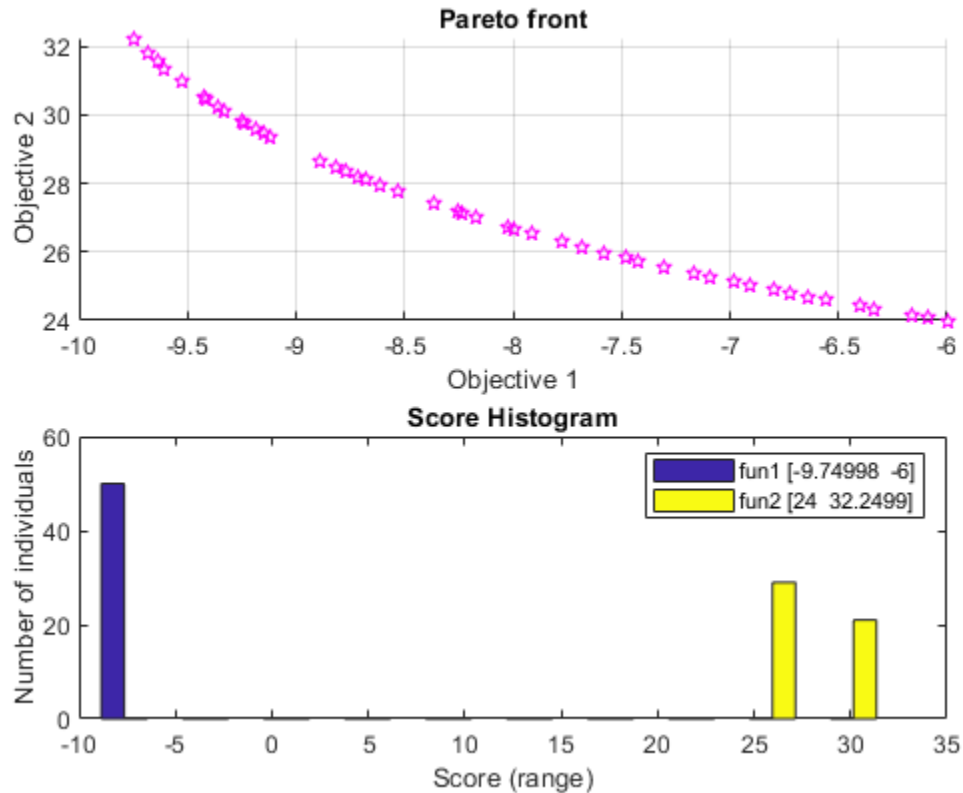 Pareto front
32
30
28
26
24
Objective 2
-10 -9.5 -9 -8.5 -8 -7.5 -7 -6.5 -6
Objective 1
Score Histogram
60
40
20
0
Number of individuals
fun1 [-9.74998 -6]
fun2 [24 32.2499]
-10 -5 0 5 10 15 20 25 30 35
Score (range)